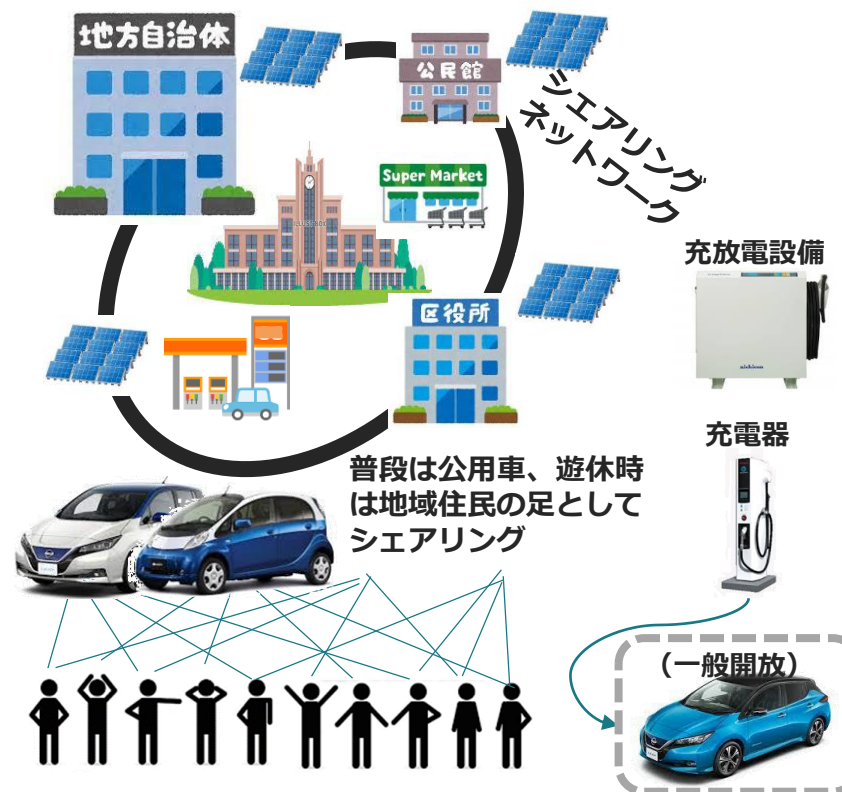 地方自治体
公民館
シェアリング
ネットワーク
Super Market
充放電設備
区役所
nichicon
充電器
普段は公用車、遊休時
は地域住民の足として
シェアリング
（一般開放）